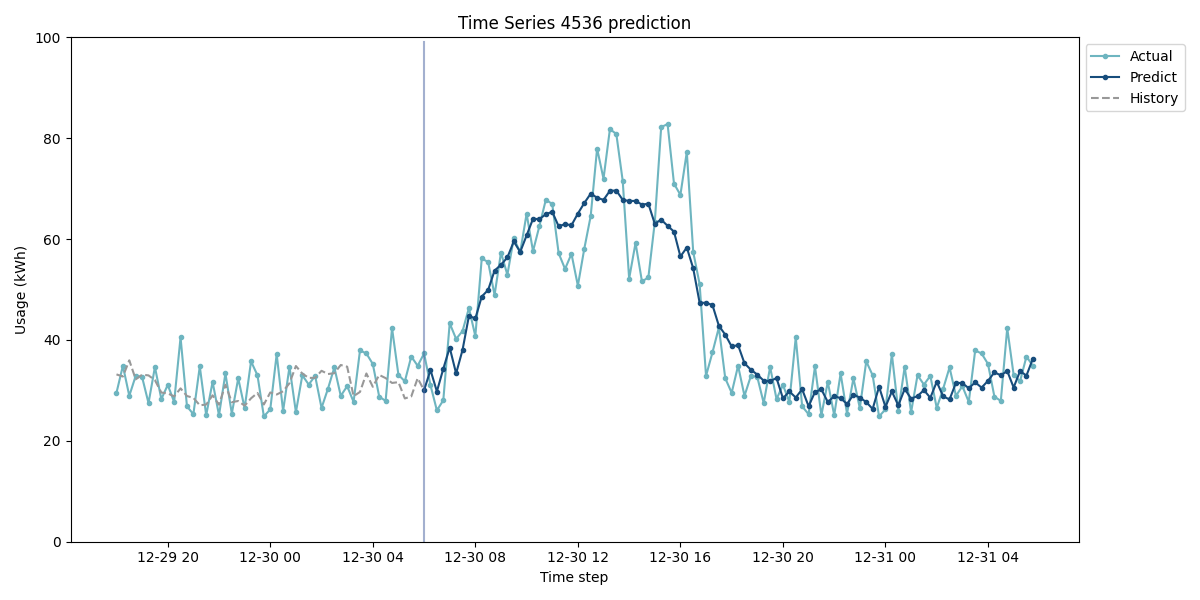 Time Series 4536 prediction
Usage (kWh)
100
80
60
40
20
0
12-29 20
12-30 00
12-30 04
12-30 08
12-30 12
12-30 16
12-30 20
12-31 00
12-31 04
Time step
Actual
Predict
History